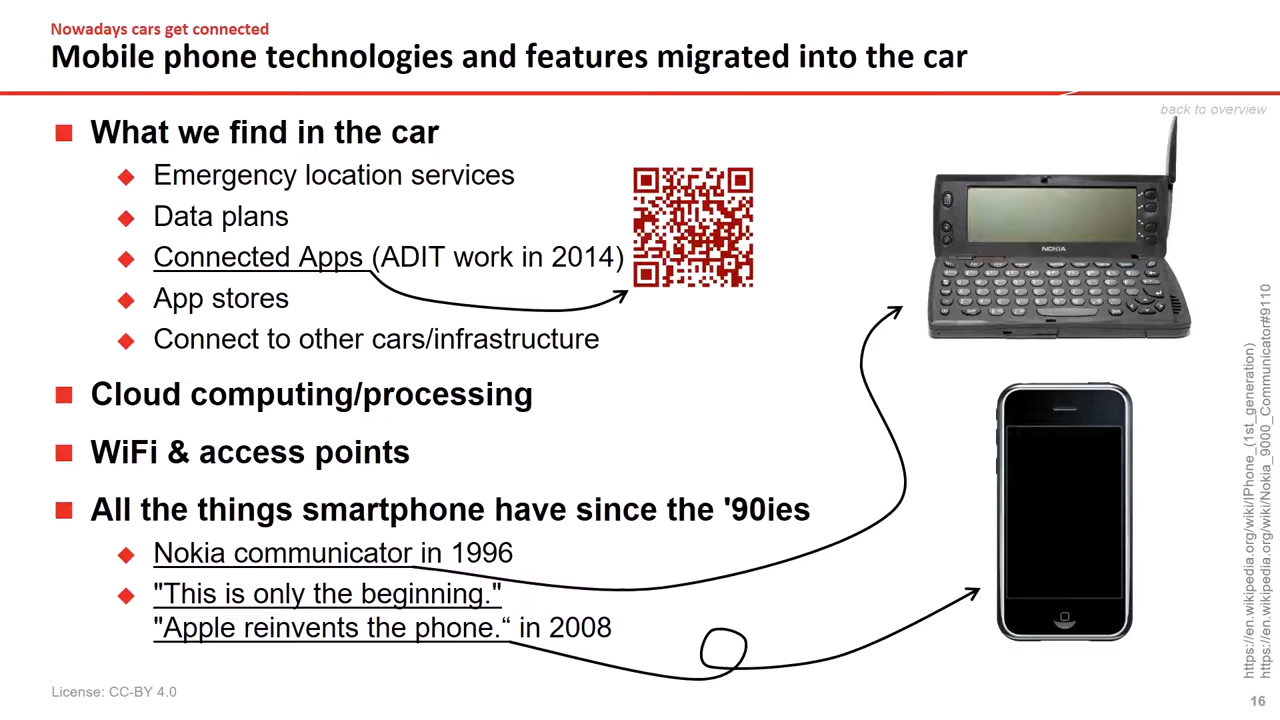 Nowadays cars get connected
Mobile phone technologies and features migrated into the car
back to overview
What we find in the car
Emergency location services
Data plans
Connected Apps (ADIT work in 2014)
App stores
Connect to other cars/infrastructure
Cloud computing/processing
WiFi & access points
All the things smartphone have since the '90ies
Nokia communicator in 1996
"This is only the beginning."
"Apple reinvents the phone.“ in 2008
NOKIA
https://en.wikipedia.org/wiki/IPhone_(1st_generation)
https://en.wikipedia.org/wiki/Nokia_9000_Communicator#9110
License: CC-BY 4.0
16